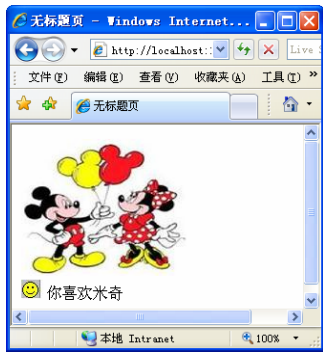 无标题页 - Windows Internet...
http://localhost:
Live S
文件(F) 编辑(E) 查看(V) 收藏夹(A) 工具(T) »
无标题页
你喜欢米奇
本地 Intranet 100%